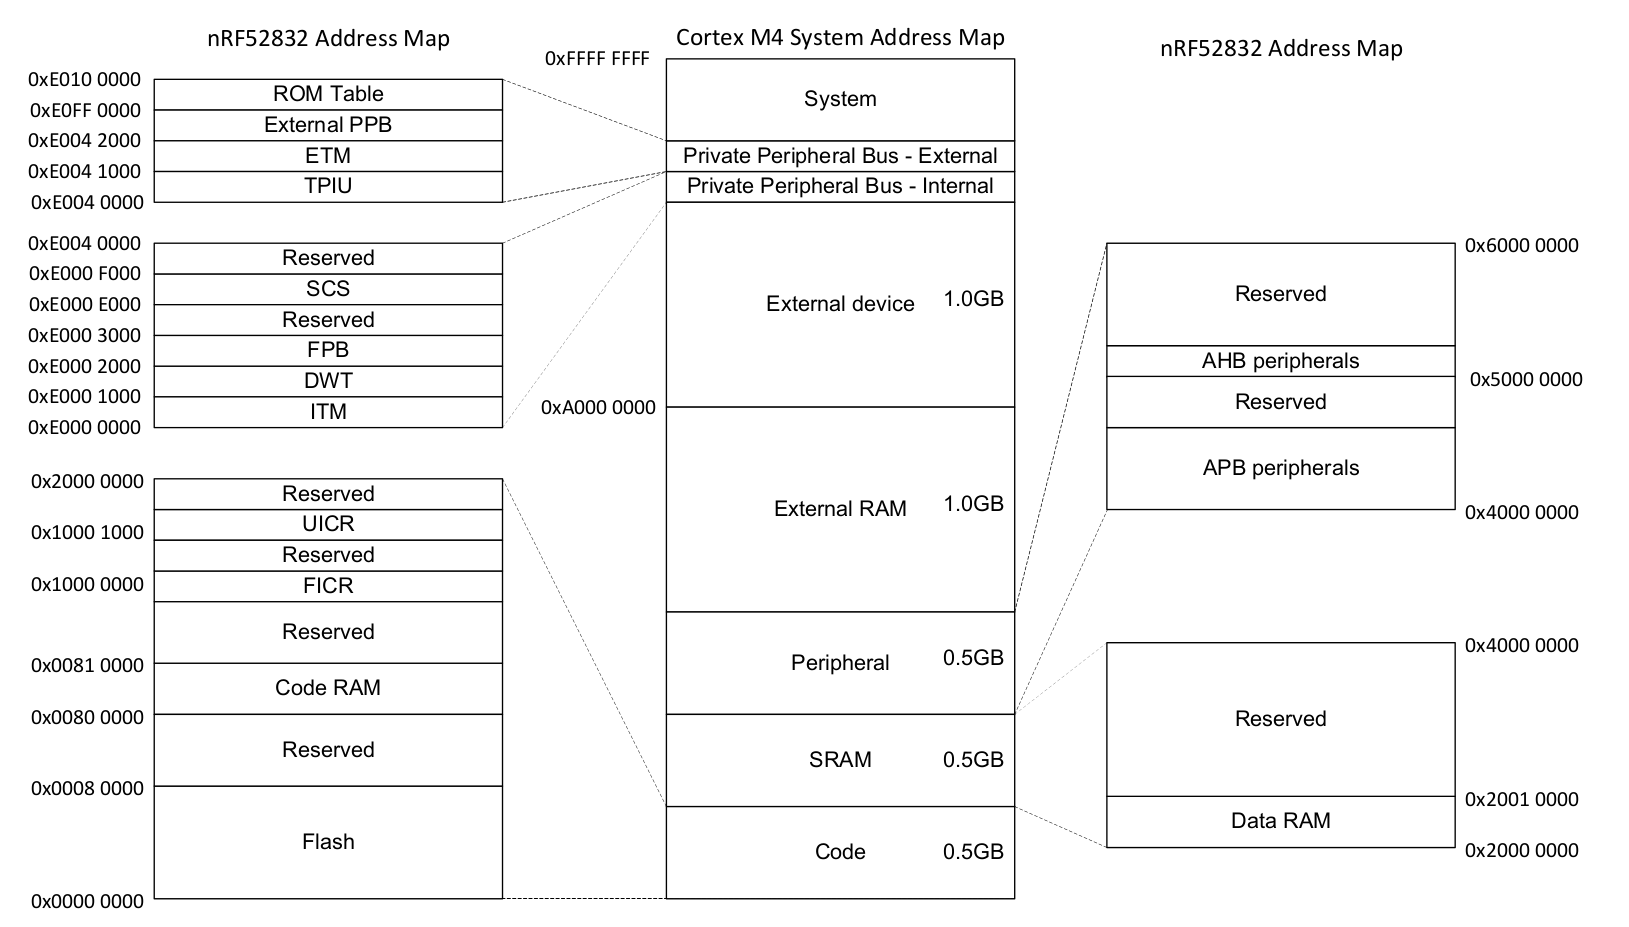 nRF52832 Address Map
0xE010 0000
ROM Table
0xE0FF 0000
External PPB
0xE004 2000
ETM
0xE004 1000
TPIU
0xE004 0000
0xE004 0000
Reserved
0xE000 F000
SCS
0xE000 E000
Reserved
0xE000 3000
FPB
0xE000 2000
DWT
0xE000 1000
ITM
0xE000 0000
0x2000 0000
Reserved
UICR
0x1000 1000
Reserved
0x1000 0000
FICR
Reserved
0x0081 0000
Code RAM
0x0080 0000
Reserved
0x0008 0000
Flash
0x0000 0000
Cortex M4 System Address Map
0xFFFF FFFF
System
Private Peripheral Bus - External
Private Peripheral Bus - Internal
External device 1.0GB
0xA000 0000
External RAM 1.0GB
Peripheral 0.5GB
SRAM 0.5GB
Code 0.5GB
nRF52832 Address Map
0x6000 0000
Reserved
AHB peripherals
0x5000 0000
Reserved
APB peripherals
0x4000 0000
0x4000 0000
Reserved
0x2001 0000
Data RAM
0x2000 0000